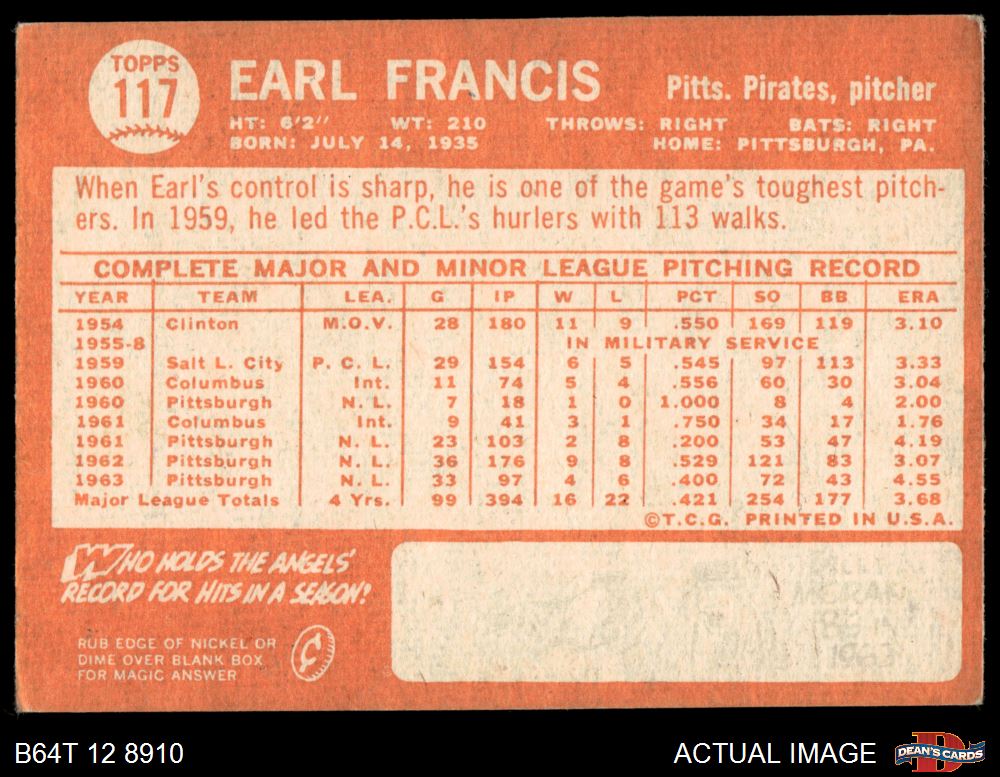 TOPPS
117
EARL FRANCIS
Pitts. Pirates, pitcher
HT: 6'2" WT: 210 THROWS: RIGHT BATS: RIGHT
BORN: JULY 14, 1935 HOME: PITTSBURGH, PA.
When Earl's control is sharp, he is one of the game's toughest pitch-
ers. In 1959, he led the P.C.L.'s hurlers with 113 walks.
COMPLETE MAJOR AND MINOR LEAGUE PITCHING RECORD
YEAR TEAM LEA. G IP W L PCT SO BB ERA
1954 Clinton M.O.V. 28 180 11 9 .550 169 119 3.10
1955-8 IN MILITARY SERVICE
1959 Salt L. City P. C. L. 29 154 6 5 .545 97 113 3.33
1960 Columbus Int. 11 74 5 4 .556 60 30 3.04
1960 Pittsburgh N. L. 7 18 1 0 1.000 8 4 2.00
1961 Columbus Int. 9 41 3 1 .750 34 17 1.76
1961 Pittsburgh N. L. 23 103 2 8 .200 53 47 4.19
1962 Pittsburgh N. L. 36 176 9 8 .529 121 83 3.07
1963 Pittsburgh N. L. 33 97 4 6 .400 72 43 4.55
Major League Totals 4 Yrs. 99 394 16 22 .421 254 177 3.68
©T.C.G. PRINTED IN U.S.A.
WHO HOLDS THE ANGELS'
RECORD FOR HITS IN A SEASON?
RUB EDGE OF NICKEL OR
DIME OVER BLANK BOX
FOR MAGIC ANSWER
¢
B64T 12 8910
ACTUAL IMAGE
D
DEAN'S CARDS